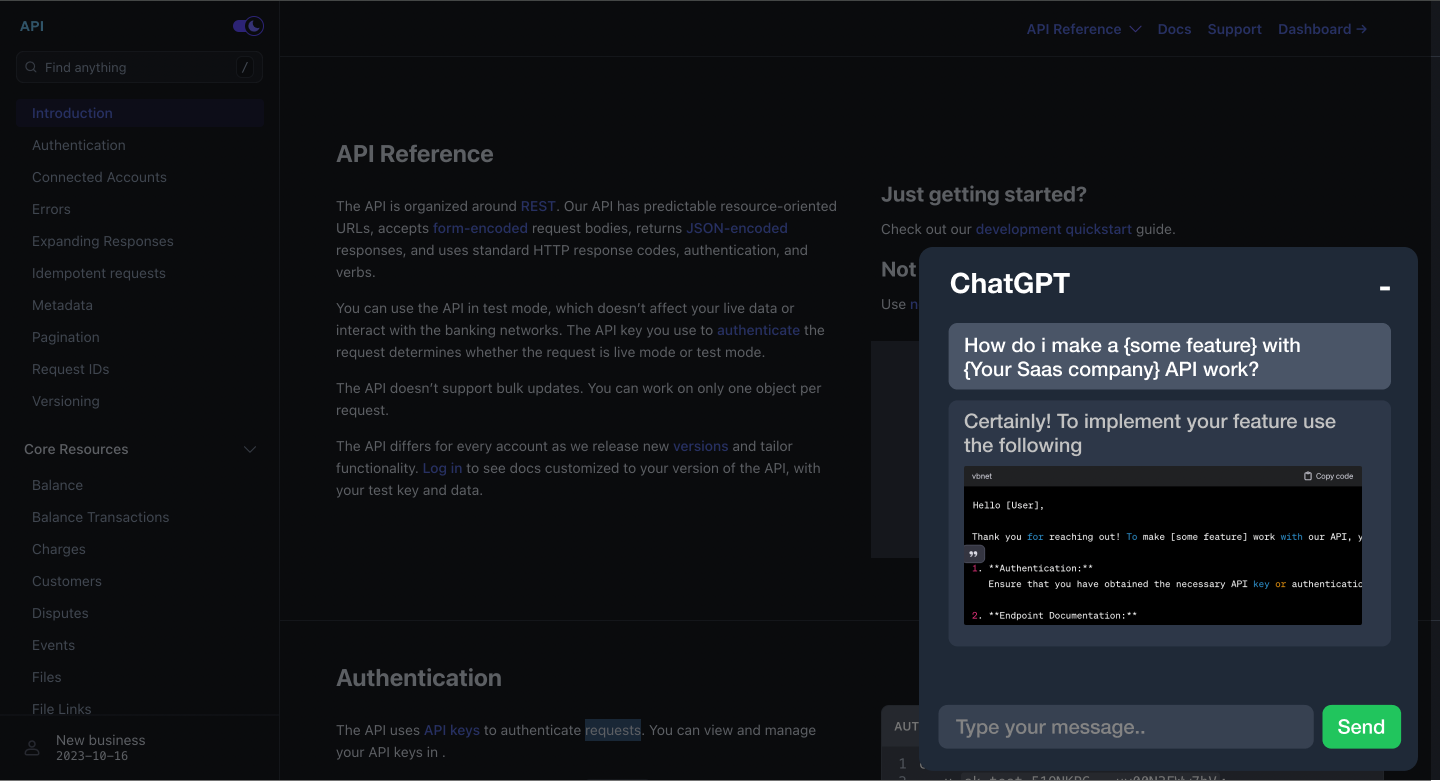 API
Find anything
/
Introduction
Authentication
Connected Accounts
Errors
Expanding Responses
Idempotent requests
Metadata
Pagination
Request IDs
Versioning
Core Resources
Balance
Balance Transactions
Charges
Customers
Disputes
Events
Files
File Links
New business
2023-10-16
API Reference
Docs
Support
Dashboard →
API Reference
The API is organized around REST. Our API has predictable resource-oriented
URLs, accepts form-encoded request bodies, returns JSON-encoded
responses, and uses standard HTTP response codes, authentication, and
verbs.
You can use the API in test mode, which doesn’t affect your live data or
interact with the banking networks. The API key you use to authenticate the
request determines whether the request is live mode or test mode.
The API doesn’t support bulk updates. You can work on only one object per
request.
The API differs for every account as we release new versions and tailor
functionality. Log in to see docs customized to your version of the API, with
your test key and data.
Authentication
The API uses API keys to authenticate requests. You can view and manage
your API keys in .
Just getting started?
Check out our development quickstart guide.
Not
Use
AUT
1
2
ChatGPT
-
How do i make a {some feature} with
{Your Saas company} API work?
Certainly! To implement your feature use
the following
vbnet
Copy code
Hello [User],
Thank you for reaching out! To make [some feature] work with our API, y
1. **Authentication:**
Ensure that you have obtained the necessary API key or authenticatio
2. **Endpoint Documentation:**
Type your message..
Send